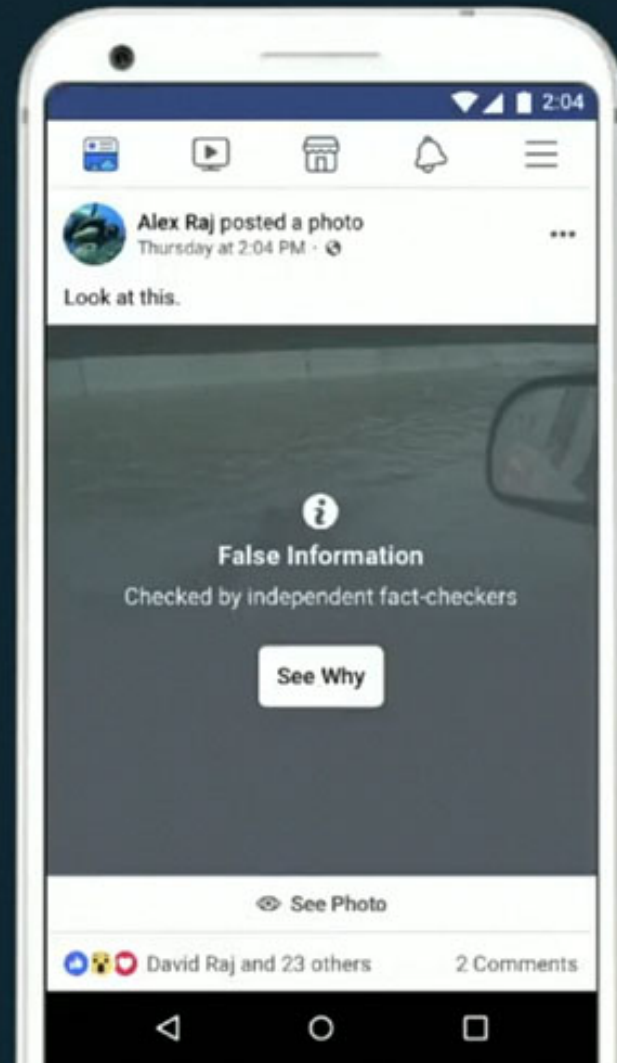 2:04
Alex Raj posted a photo
Thursday at 2:04 PM ·
Look at this.
False Information
Checked by independent fact-checkers
See Why
See Photo
David Raj and 23 others 2 Comments